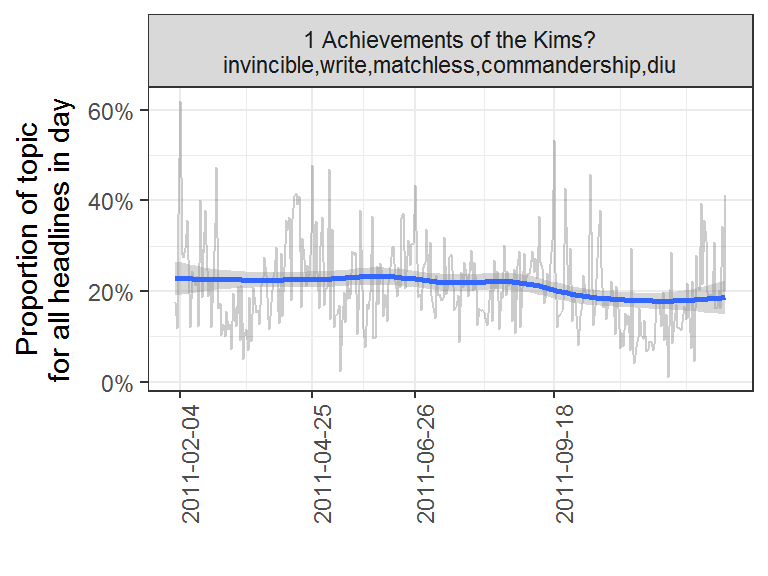 1 Achievements of the Kims?
invincible,write,matchless,commandership,diu
Proportion of topic
for all headlines in day
60%
40%
20%
0%
2011-02-04
2011-04-25
2011-06-26
2011-09-18